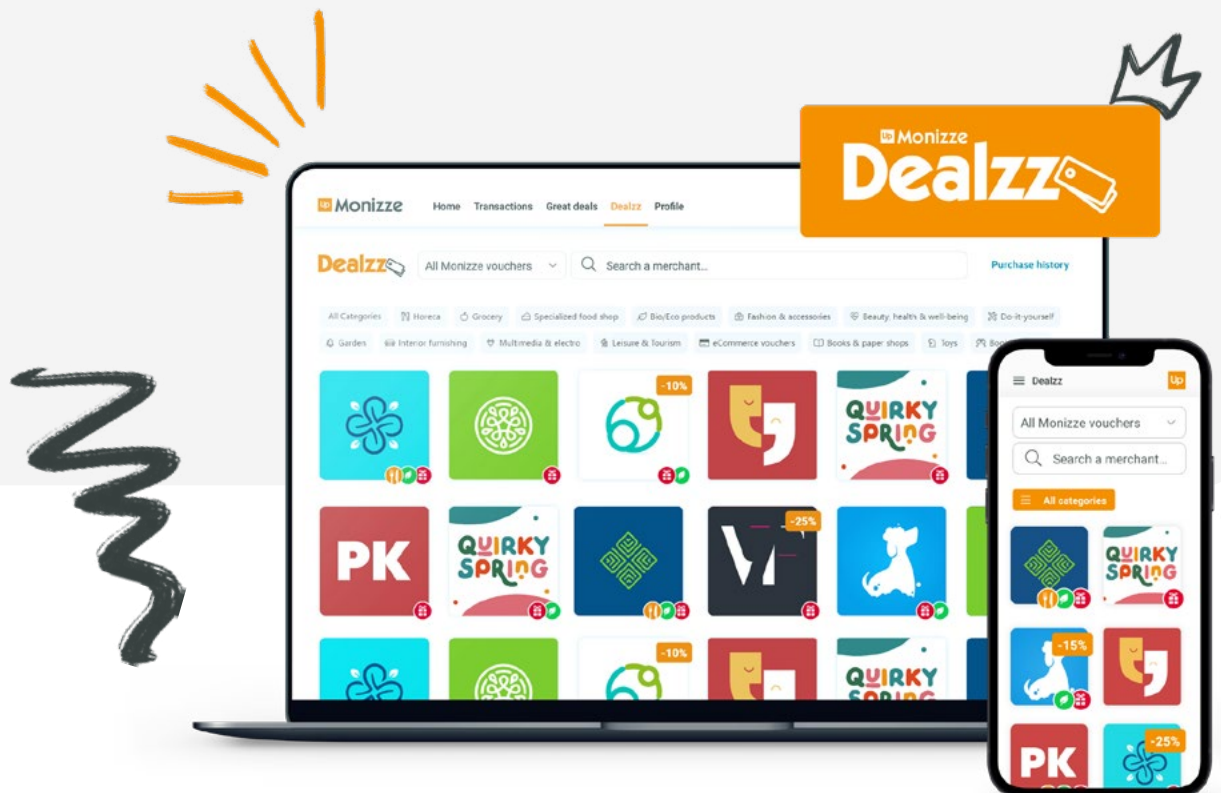 Up Monizze
Dealzz
Up Monizze Home Transactions Great deals Dealzz Profile
Dealzz All Monizze vouchers Search a merchant... Purchase history
All Categories Horeca Grocery Specialized food shop Bio/Eco products Fashion & accessories Beauty, health & well-being Do-it-yourself
Garden Interior furnishing Multimedia & electro Leisure & Tourism eCommerce vouchers Books & paper shops Toys
-10%
QUIRKY
SPRING
PK
QUIRKY
SPRING
-25%
-10%
QUIRKY
SPRING
Dealzz Up
All Monizze vouchers
Search a merchant...
All categories
QUIRKY
SPRING
-15%
PK
-25%